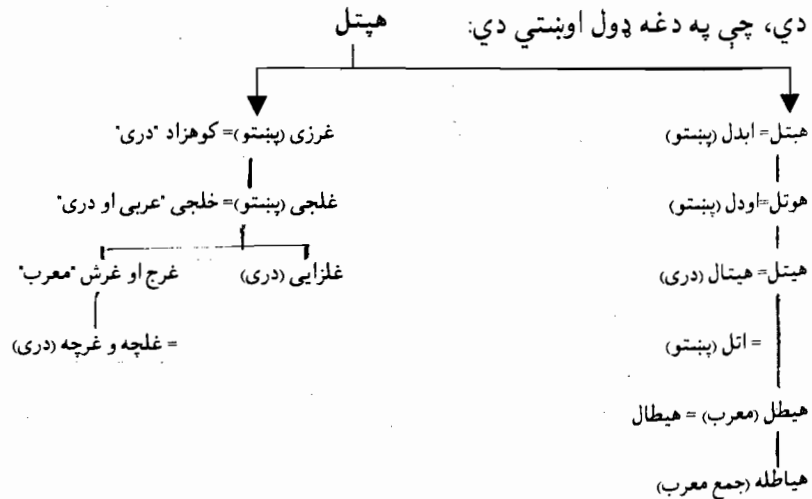 دي، چې په دغه ډول اوښتي دي:
هپتل
هبتل= ابدل (پښتو)
غرزی (پښتو)= کوهزاد "دری"
هوتل=اودل (پښتو)
غلجی (پښتو)= خلجی "عربی او دری"
هیتل= هیتال (دری)
غلزایی (دری)
غرج او غرش "معرب"
= اتل (پښتو)
= غلچه و غرچه (دری)
هیطل (معرب) = هیطال
هیاطله (جمع معرب)